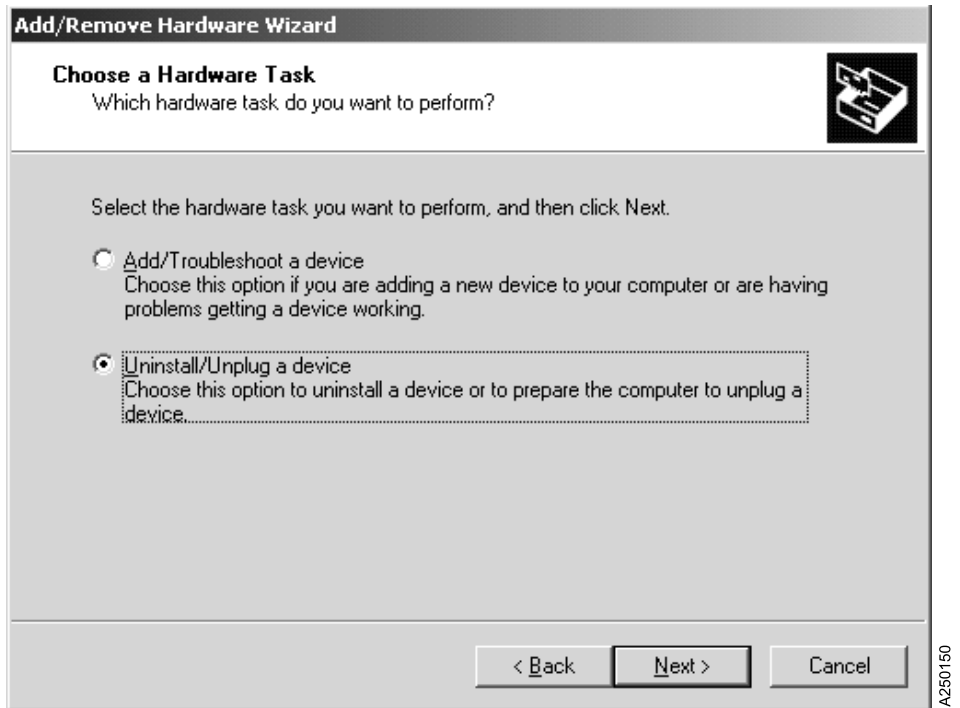 Add/Remove Hardware Wizard
Choose a Hardware Task
Which hardware task do you want to perform?
Select the hardware task you want to perform, and then click Next.
Add/Troubleshoot a device
Choose this option if you are adding a new device to your computer or are having
problems getting a device working.
Uninstall/Unplug a device
Choose this option to uninstall a device or to prepare the computer to unplug a
device.
< Back
Next >
Cancel
A250150